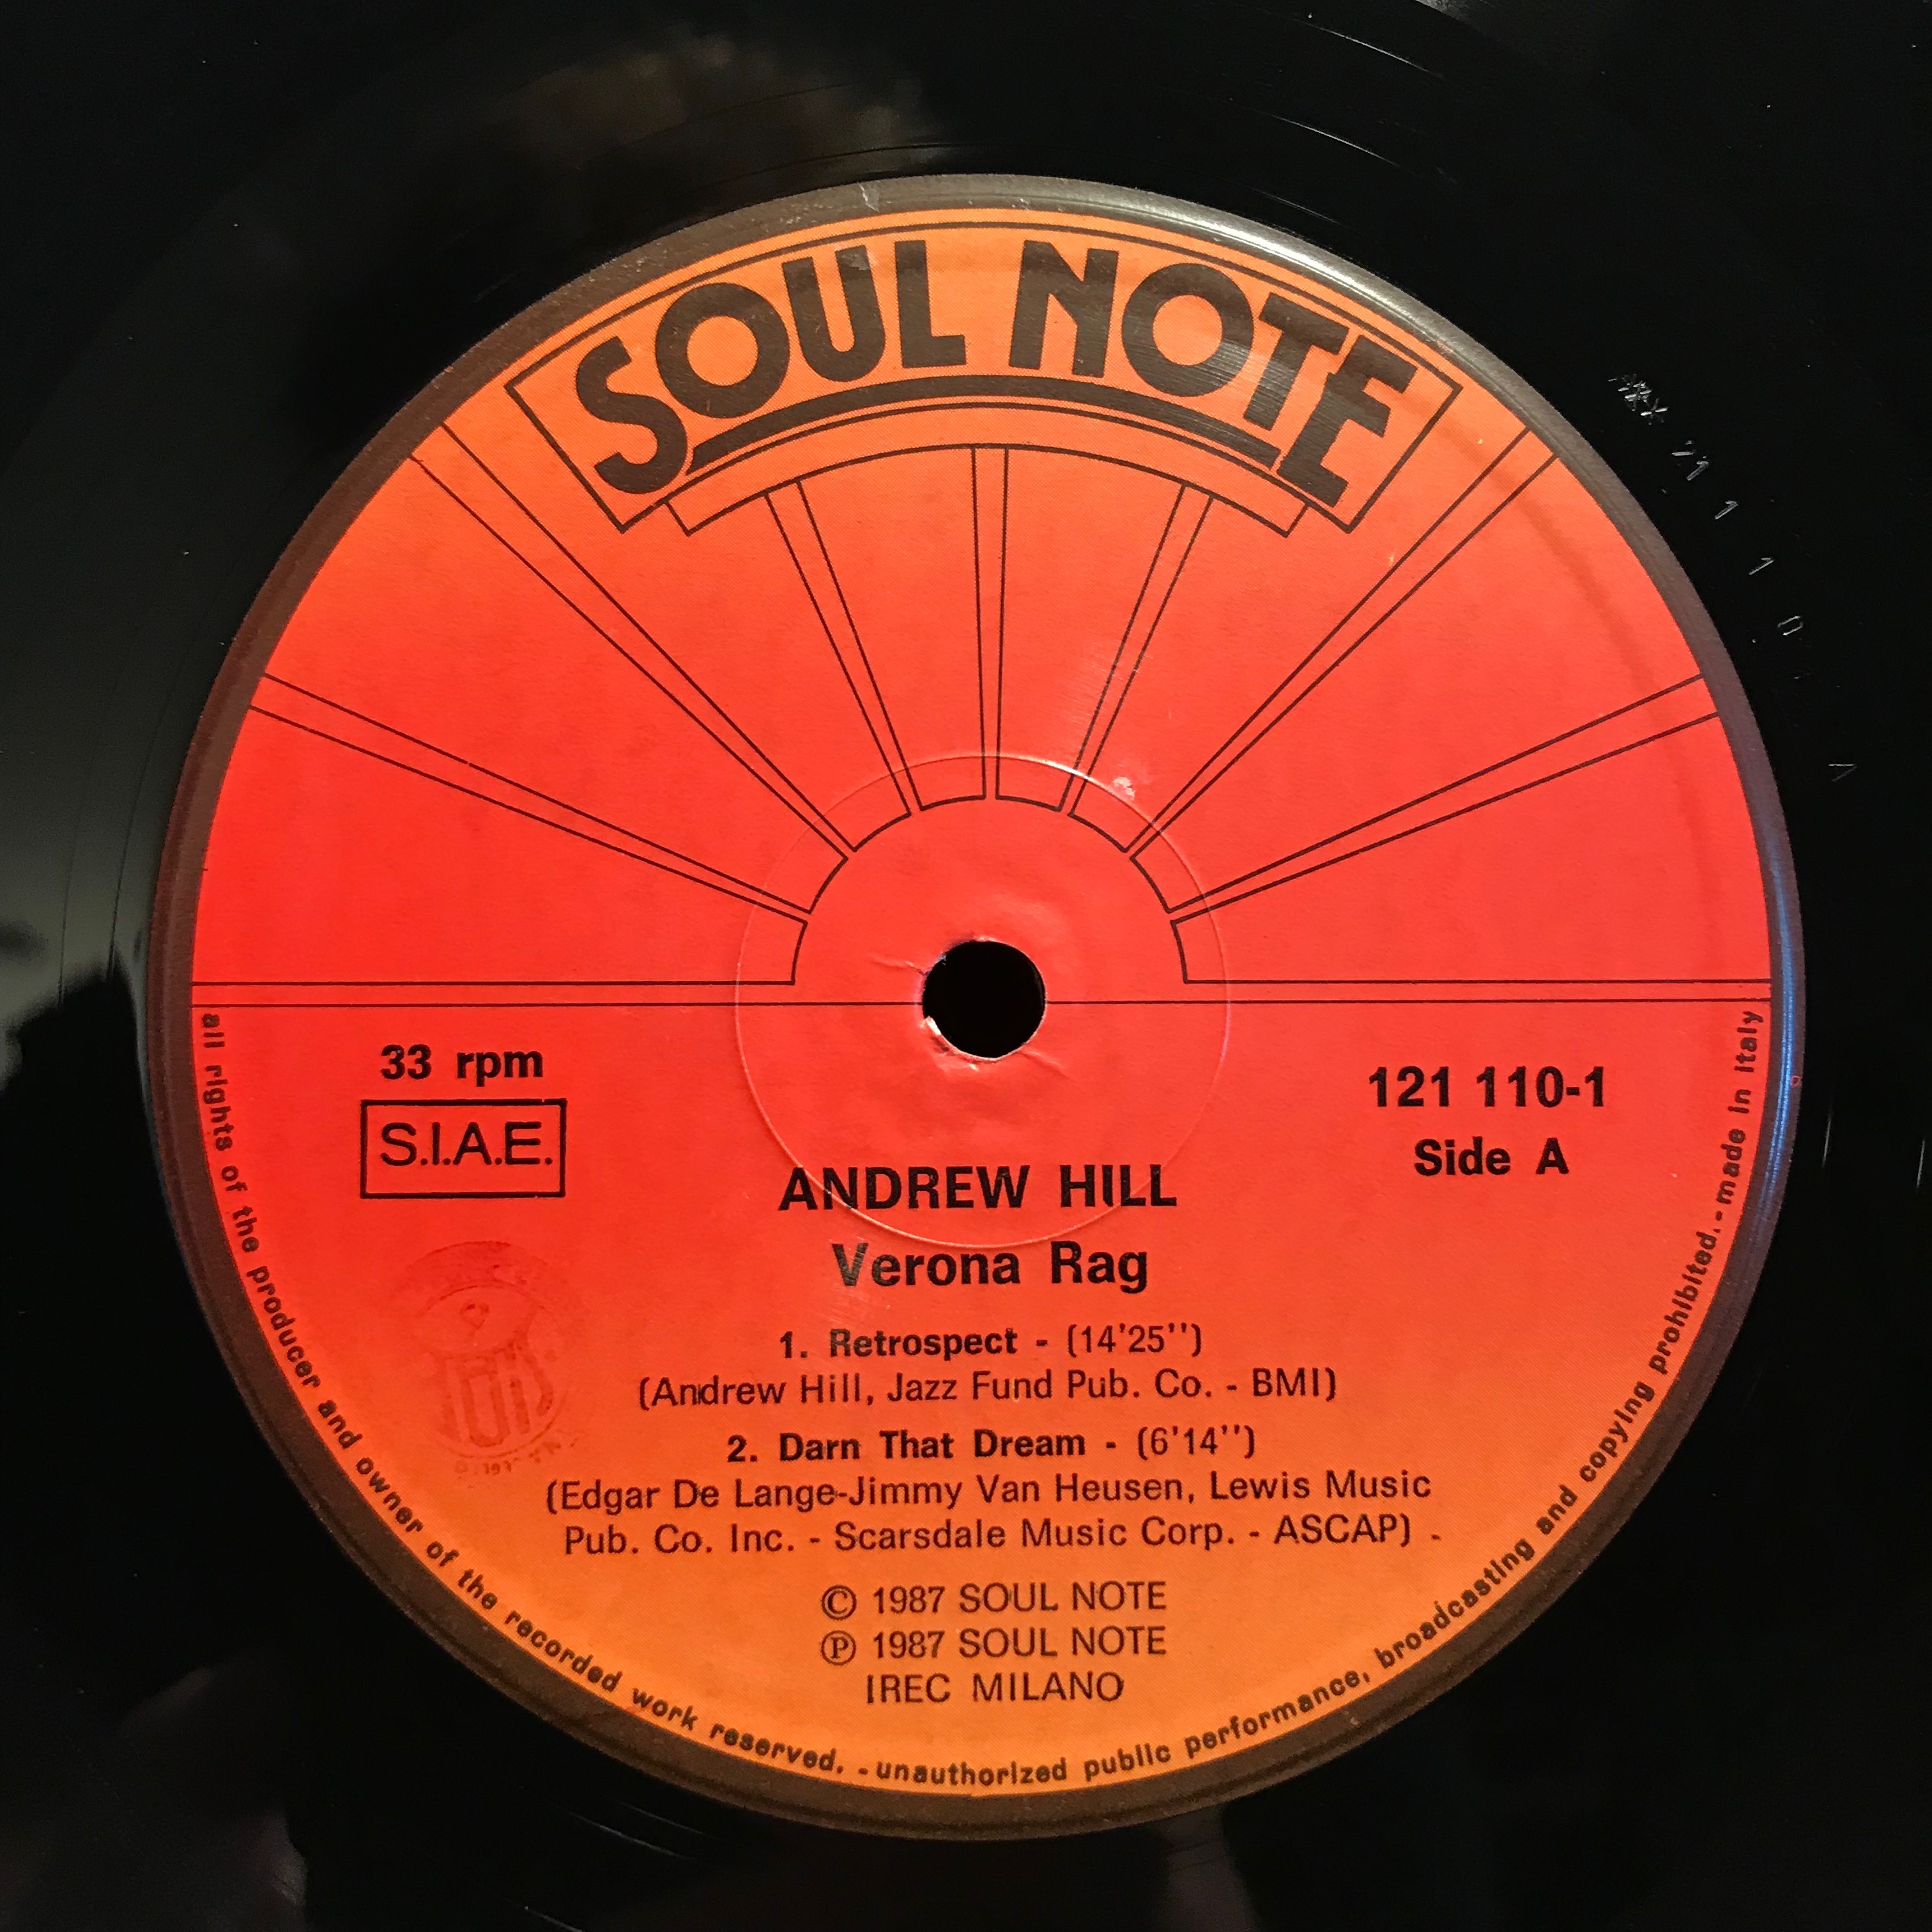 SOUL NOTE
33 rpm
S.I.A.E.
121 110-1
Side A
ANDREW HILL
Verona Rag
1. Retrospect - (14'25'')
(Andrew Hill, Jazz Fund Pub. Co. - BMI)
2. Darn That Dream - (6'14'')
(Edgar De Lange-Jimmy Van Heusen, Lewis Music
Pub. Co. Inc. - Scarsdale Music Corp. - ASCAP) -
© 1987 SOUL NOTE
℗ 1987 SOUL NOTE
IREC MILANO
all rights of the producer and owner of the recorded work reserved. - unauthorized public performance, broadcasting and copying prohibited. - made in Italy